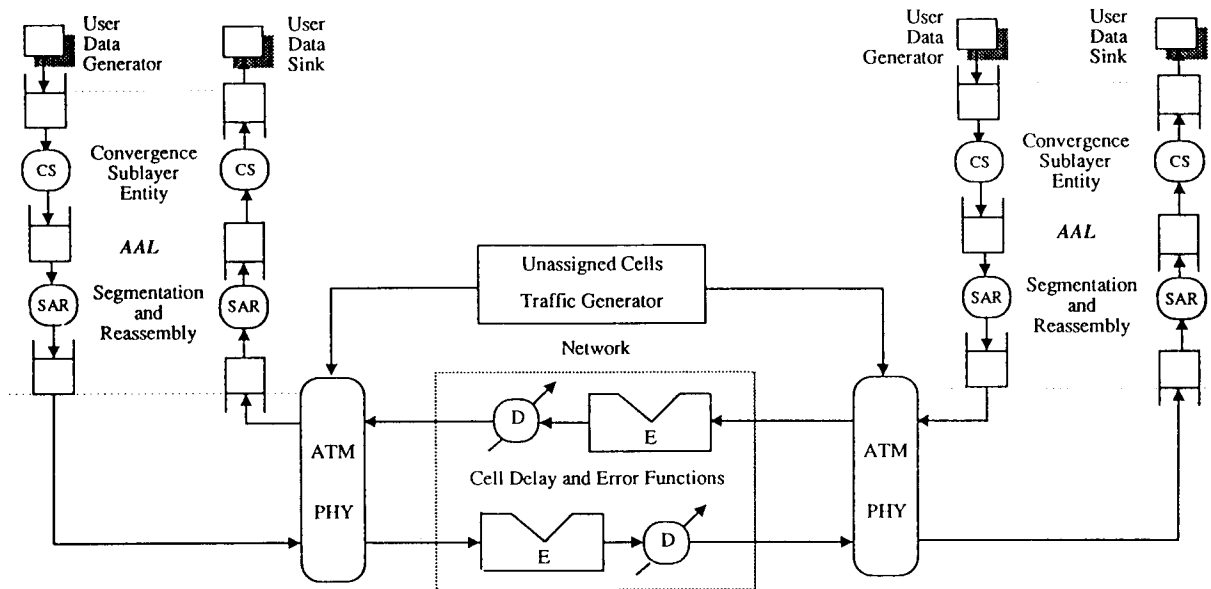 User
Data
Generator
User
Data
Sink
User
Data
Generator
User
Data
Sink
CS
Convergence
Sublayer
Entity
CS
CS
Convergence
Sublayer
Entity
CS
AAL
AAL
SAR
Segmentation
and
Reassembly
SAR
SAR
Segmentation
and
Reassembly
SAR
Unassigned Cells
Traffic Generator
Network
ATM
PHY
D
E
Cell Delay and Error Functions
E
D
ATM
PHY